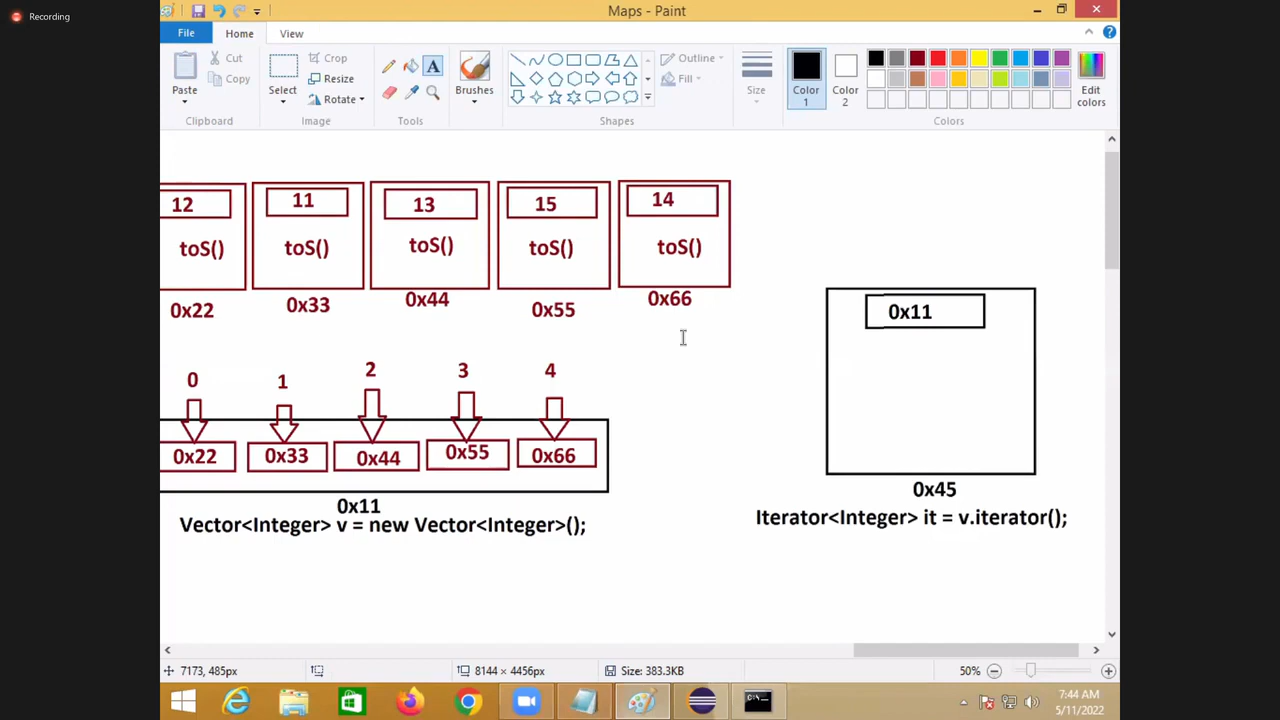 Recording
Maps - Paint
File
Home
View
Paste
Cut
Copy
Clipboard
Select
Crop
Resize
Rotate
Image
A
Tools
Brushes
Shapes
Outline
Fill
Size
Color 1
Color 2
Edit colors
Colors
12
11
13
15
14
toS()
toS()
toS()
toS()
toS()
0x22
0x33
0x44
0x55
0x66
0x11
0
1
2
3
4
0x22
0x33
0x44
0x55
0x66
0x11
Vector<Integer> v = new Vector<Integer>();
0x45
Iterator<Integer> it = v.iterator();
7173, 485px
8144 × 4456px
Size: 383.3KB
50%
7:44 AM
5/11/2022